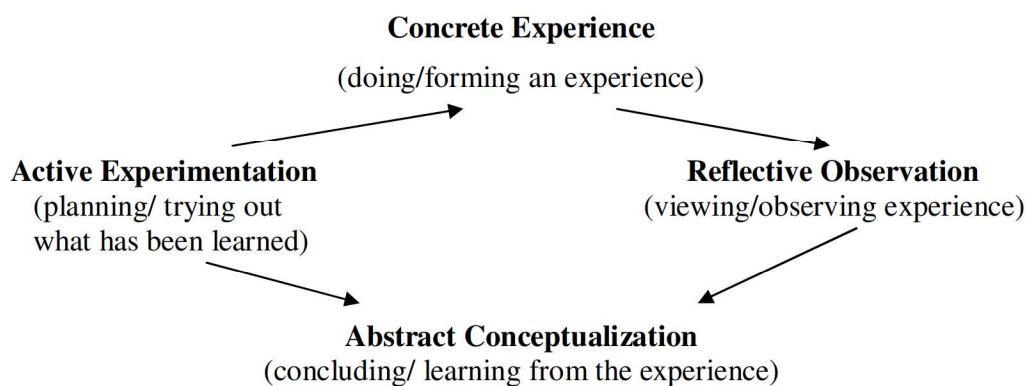 Concrete Experience
(doing/forming an experience)
Active Experimentation
(planning/ trying out
what has been learned)
Reflective Observation
(viewing/observing experience)
Abstract Conceptualization
(concluding/ learning from the experience)